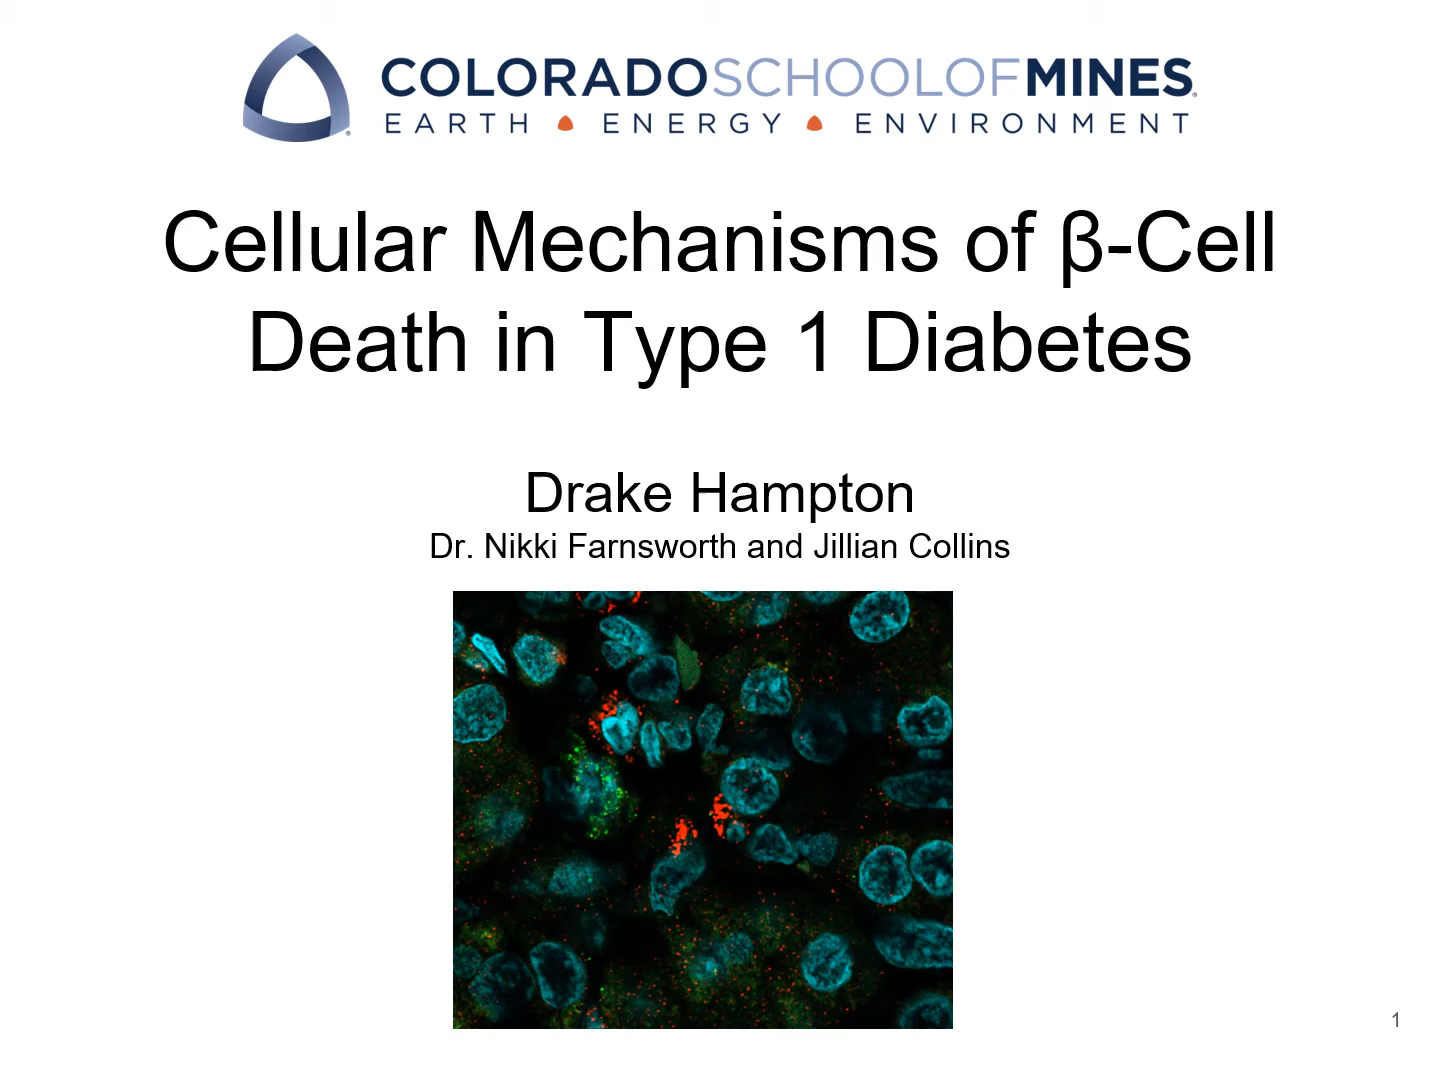 COLORADOSCHOOLOFMINES®
EARTH ENERGY ENVIRONMENT
Cellular Mechanisms of β-Cell
Death in Type 1 Diabetes
Drake Hampton
Dr. Nikki Farnsworth and Jillian Collins
1